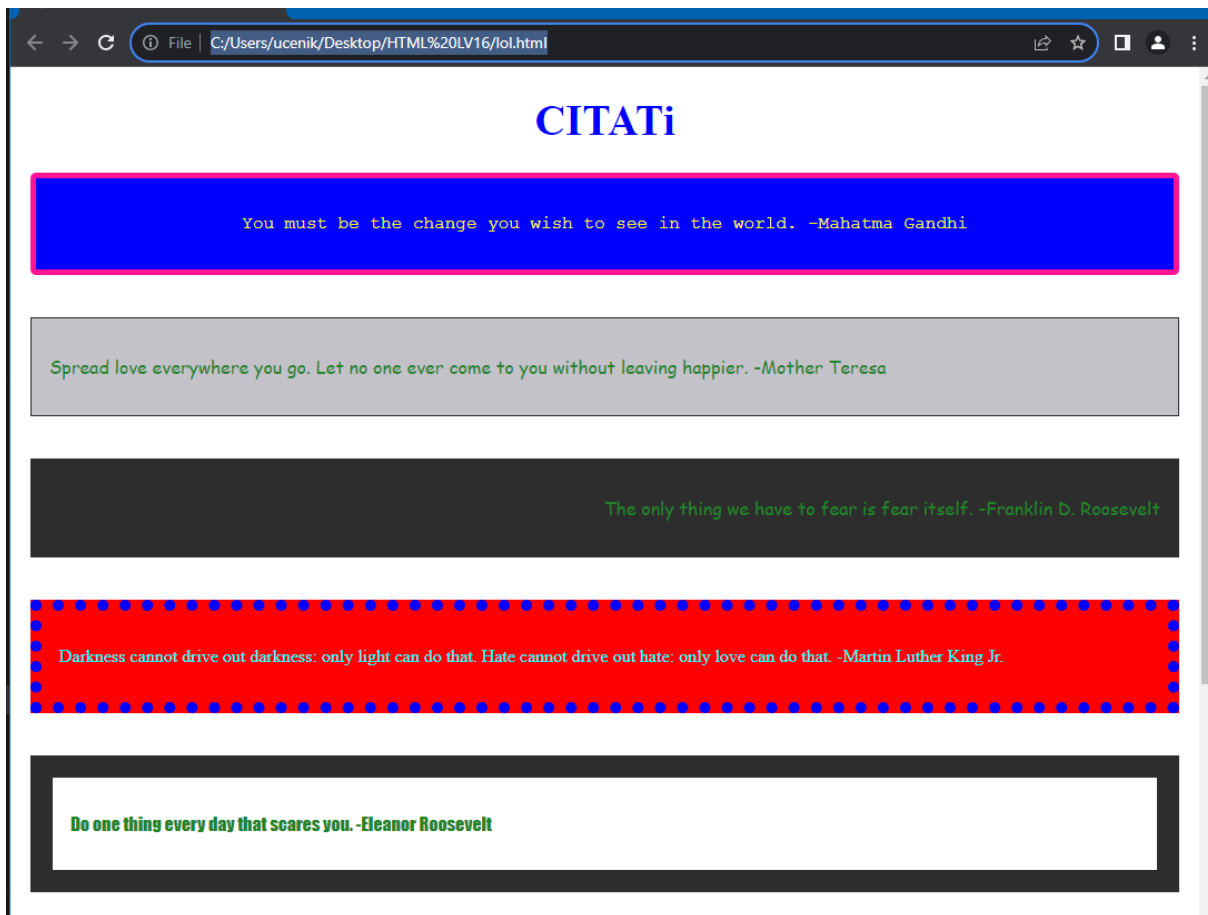 File | C:/Users/ucenik/Desktop/HTML%20LV16/lol.html
CITATi
You must be the change you wish to see in the world. -Mahatma Gandhi
Spread love everywhere you go. Let no one ever come to you without leaving happier. -Mother Teresa
The only thing we have to fear is fear itself. -Franklin D. Roosevelt
Darkness cannot drive out darkness: only light can do that. Hate cannot drive out hate: only love can do that. -Martin Luther King Jr.
Do one thing every day that scares you. -Eleanor Roosevelt